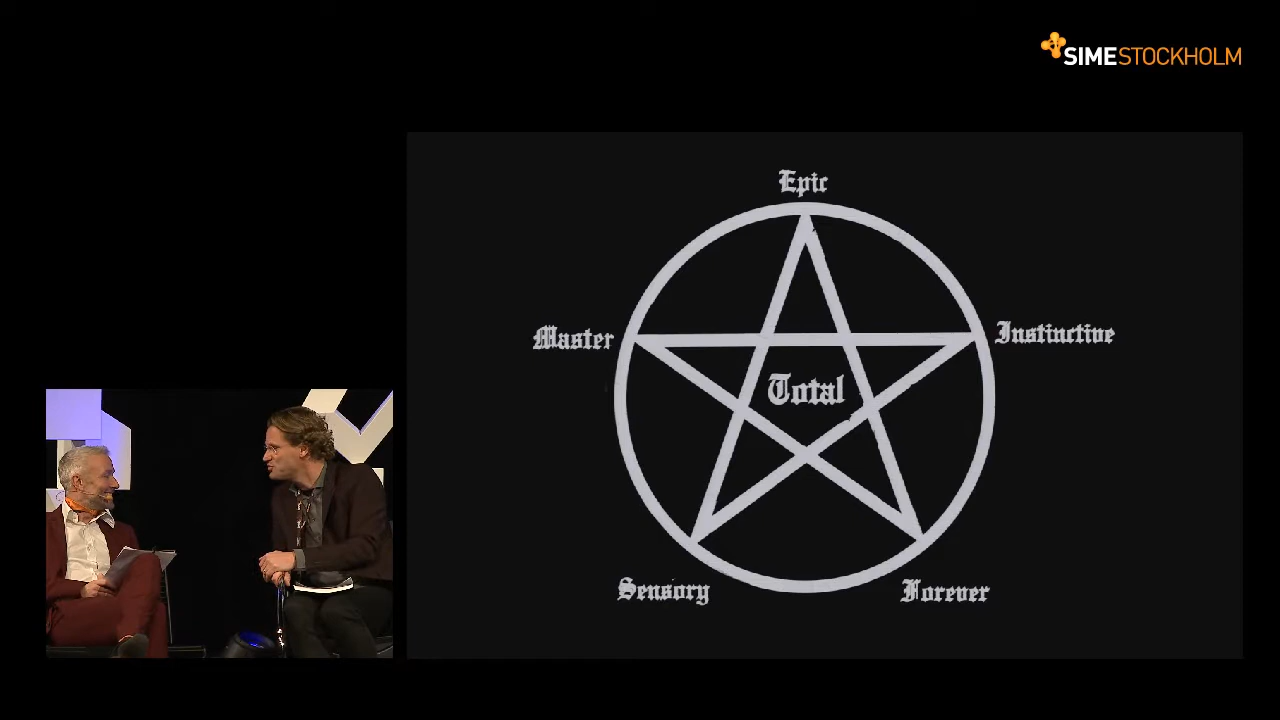 SIMESTOCKHOLM
Epic
Master
Instinctive
Total
Sensory
Forever